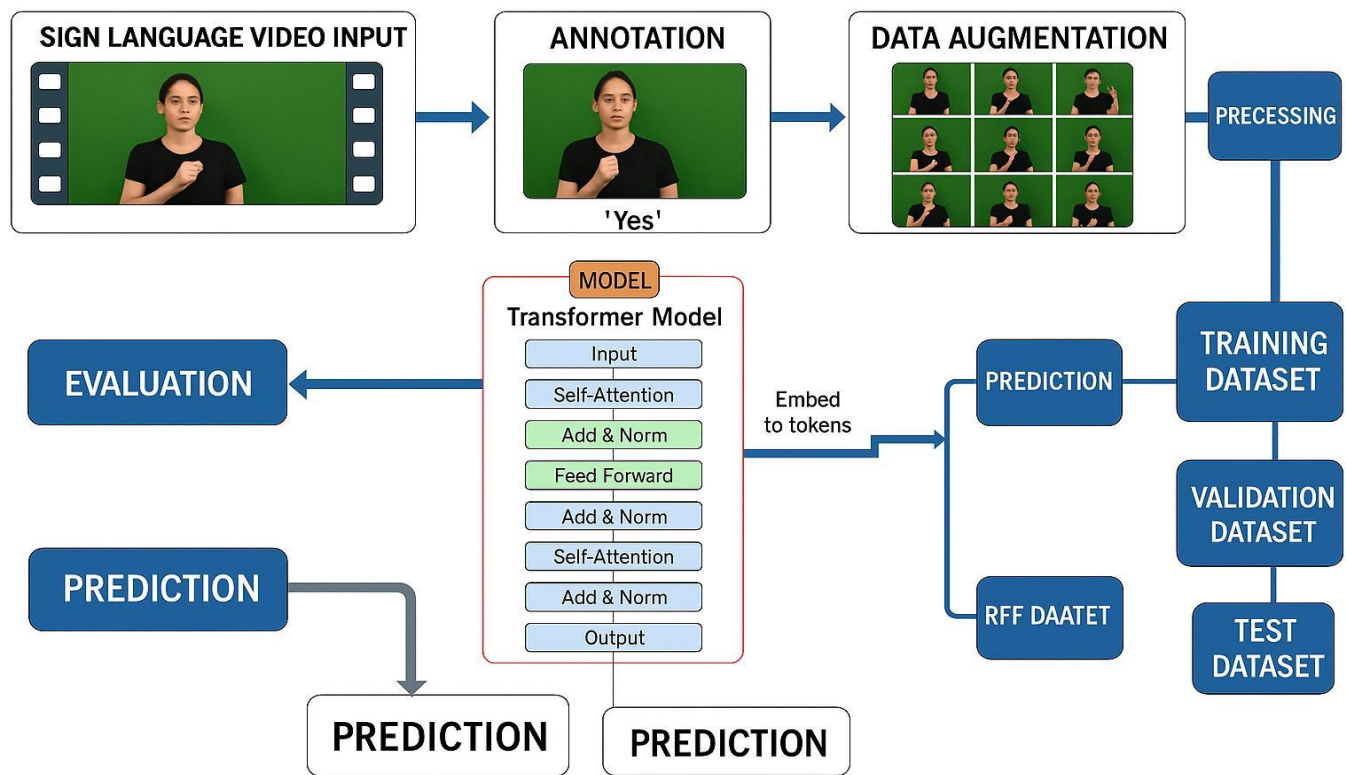 SIGN LANGUAGE VIDEO INPUT
ANNOTATION
'Yes'
DATA AUGMENTATION
PRECESSING
MODEL
Transformer Model
Input
Self-Attention
Add & Norm
Feed Forward
Add & Norm
Self-Attention
Add & Norm
Output
EVALUATION
Embed
to tokens
PREDICTION
TRAINING
DATASET
VALIDATION
DATASET
RFF DAATET
TEST
DATASET
PREDICTION
PREDICTION
PREDICTION